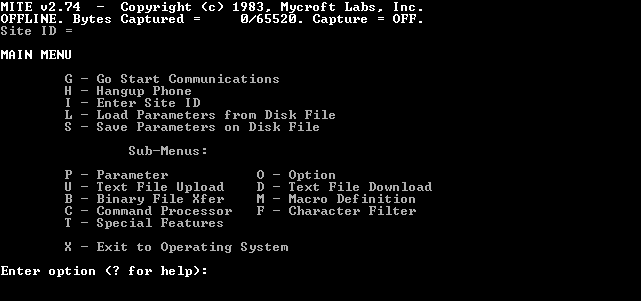 MITE v2.74  -  Copyright (c) 1983, Mycroft Labs, Inc.
OFFLINE. Bytes Captured =     0/65520. Capture = OFF.
Site ID =
MAIN MENU
G - Go Start Communications
H - Hangup Phone
I - Enter Site ID
L - Load Parameters from Disk File
S - Save Parameters on Disk File
Sub-Menus:
P - Parameter           O - Option
U - Text File Upload    D - Text File Download
B - Binary File Xfer    M - Macro Definition
C - Command Processor   F - Character Filter
T - Special Features
X - Exit to Operating System
Enter option (? for help):